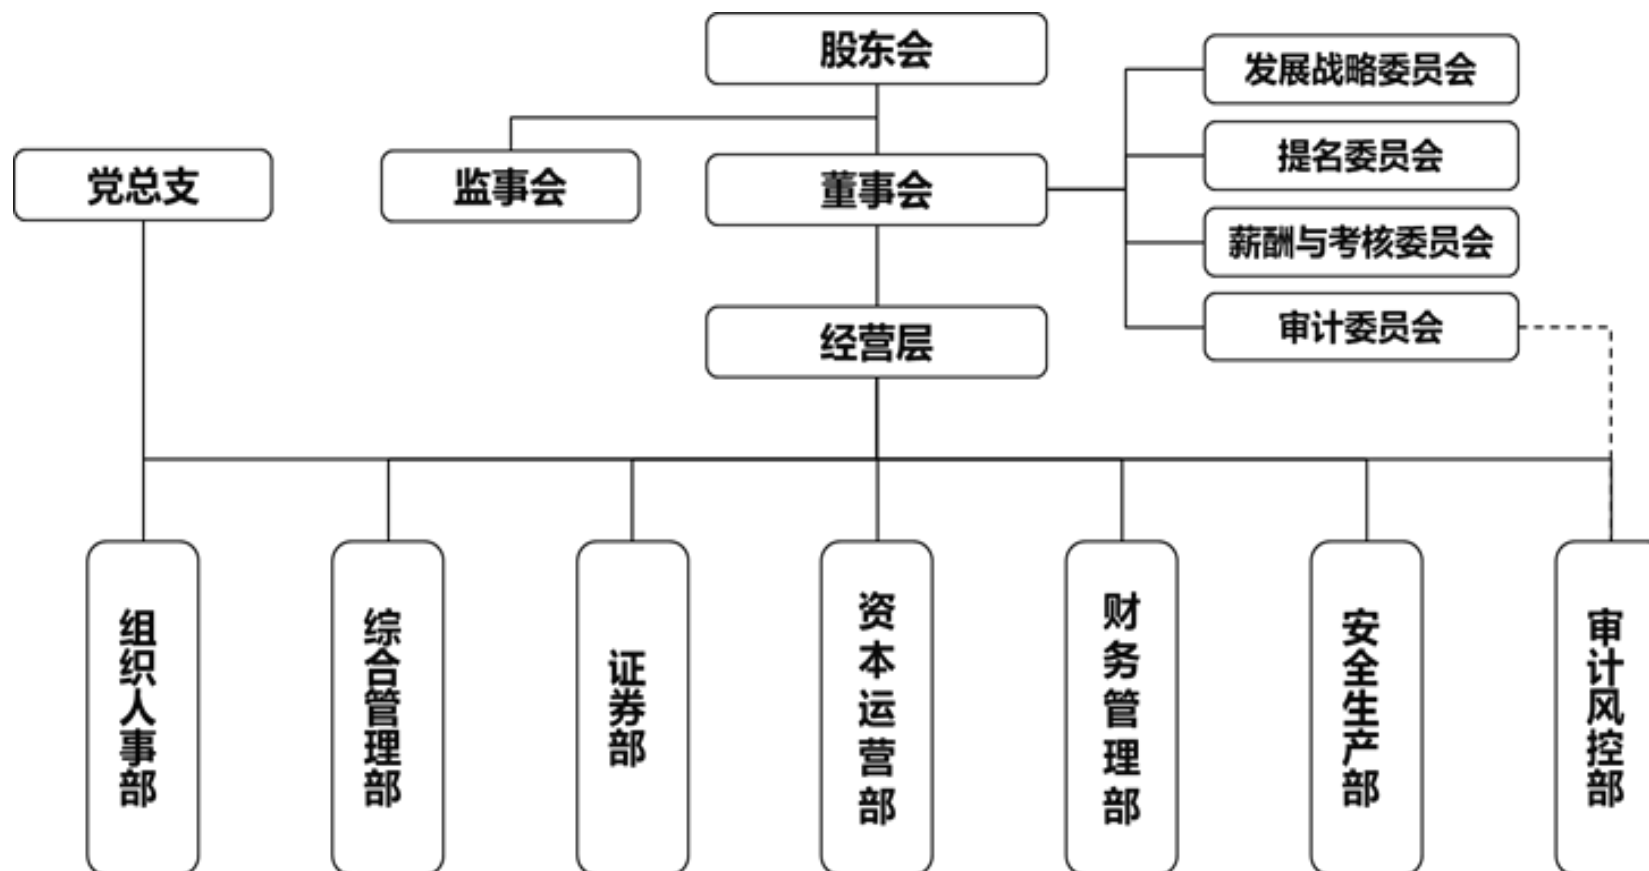 股东会
发展战略委员会
提名委员会
党总支
监事会
董事会
薪酬与考核委员会
经营层
审计委员会
组织人事部
综合管理部
证券部
资本运营部
财务管理部
安全生产部
审计风控部